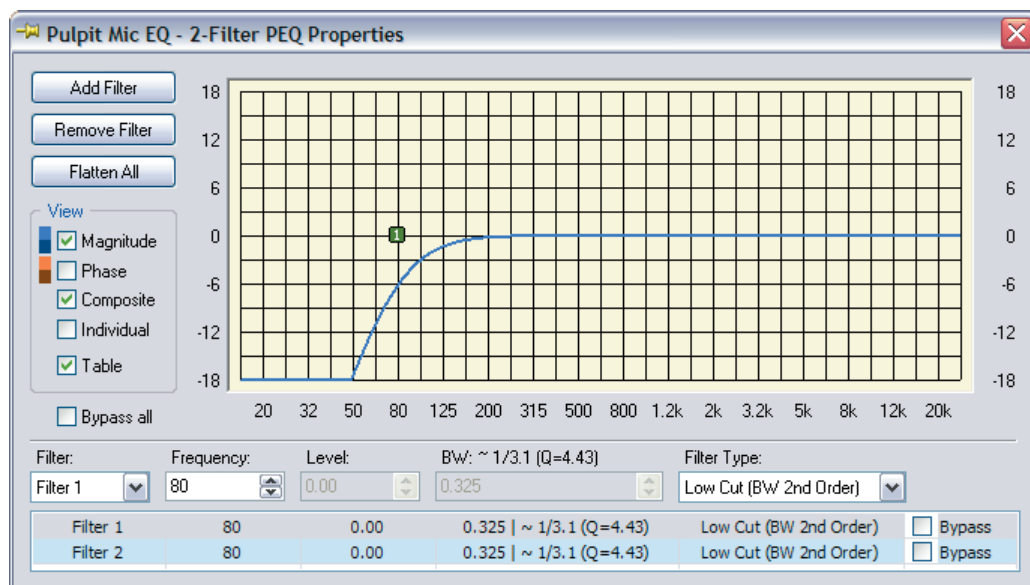 Pulpit Mic EQ - 2-Filter PEQ Properties
Add Filter
Remove Filter
Flatten All
View
Magnitude
Phase
Composite
Individual
Table
Bypass all
18 18
12 12
6 6
0 1 0
-6 -6
-12 -12
-18 -18
20 32 50 80 125 200 315 500 800 1.2k 2k 3.2k 5k 8k 12k 20k
Filter: Frequency: Level: BW: ~ 1/3.1 (Q=4.43) Filter Type:
Filter 1 80 0.00 0.325 Low Cut (BW 2nd Order)
Filter 1 80 0.00 0.325 | ~ 1/3.1 (Q=4.43) Low Cut (BW 2nd Order) Bypass
Filter 2 80 0.00 0.325 | ~ 1/3.1 (Q=4.43) Low Cut (BW 2nd Order) Bypass